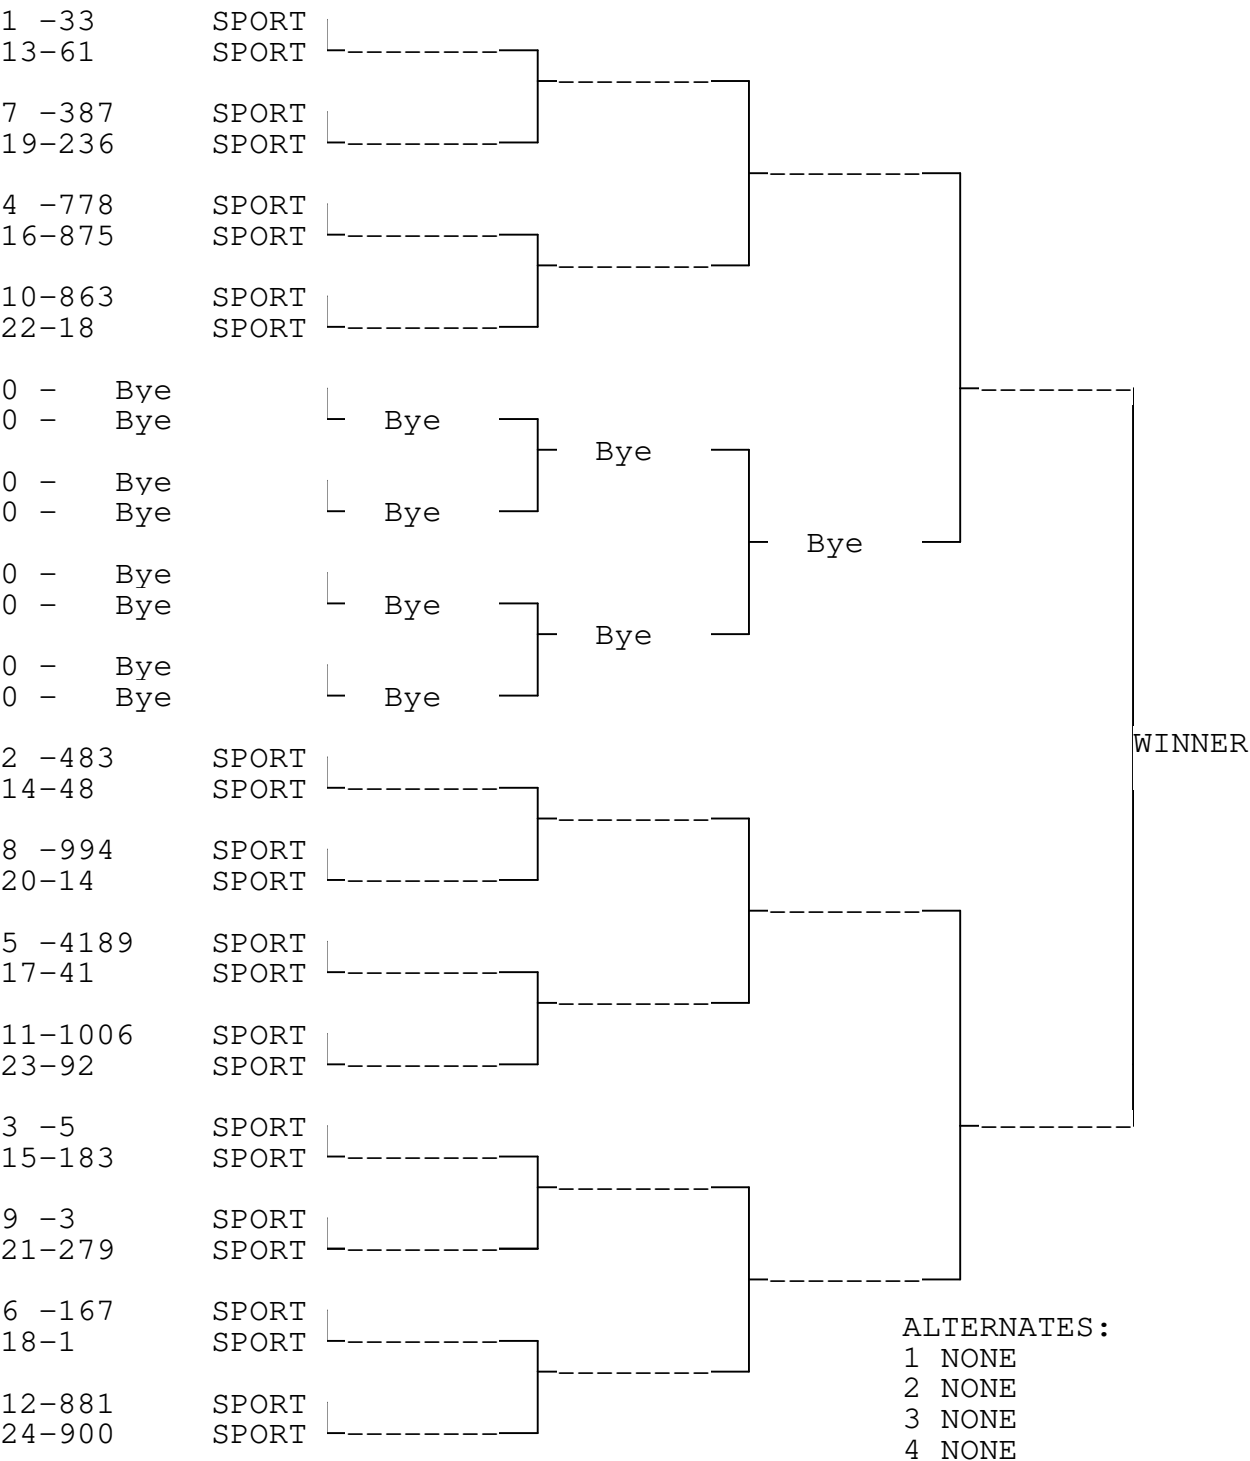 1 -33 SPORT
13-61 SPORT
7 -387 SPORT
19-236 SPORT
4 -778 SPORT
16-875 SPORT
10-863 SPORT
22-18 SPORT
0 - Bye
0 - Bye Bye
Bye
0 - Bye
0 - Bye Bye
Bye
0 - Bye
0 - Bye Bye
Bye
0 - Bye
0 - Bye Bye
WINNER
2 -483 SPORT
14-48 SPORT
8 -994 SPORT
20-14 SPORT
5 -4189 SPORT
17-41 SPORT
11-1006 SPORT
23-92 SPORT
3 -5 SPORT
15-183 SPORT
9 -3 SPORT
21-279 SPORT
6 -167 SPORT
18-1 SPORT
12-881 SPORT
24-900 SPORT
ALTERNATES:
1 NONE
2 NONE
3 NONE
4 NONE